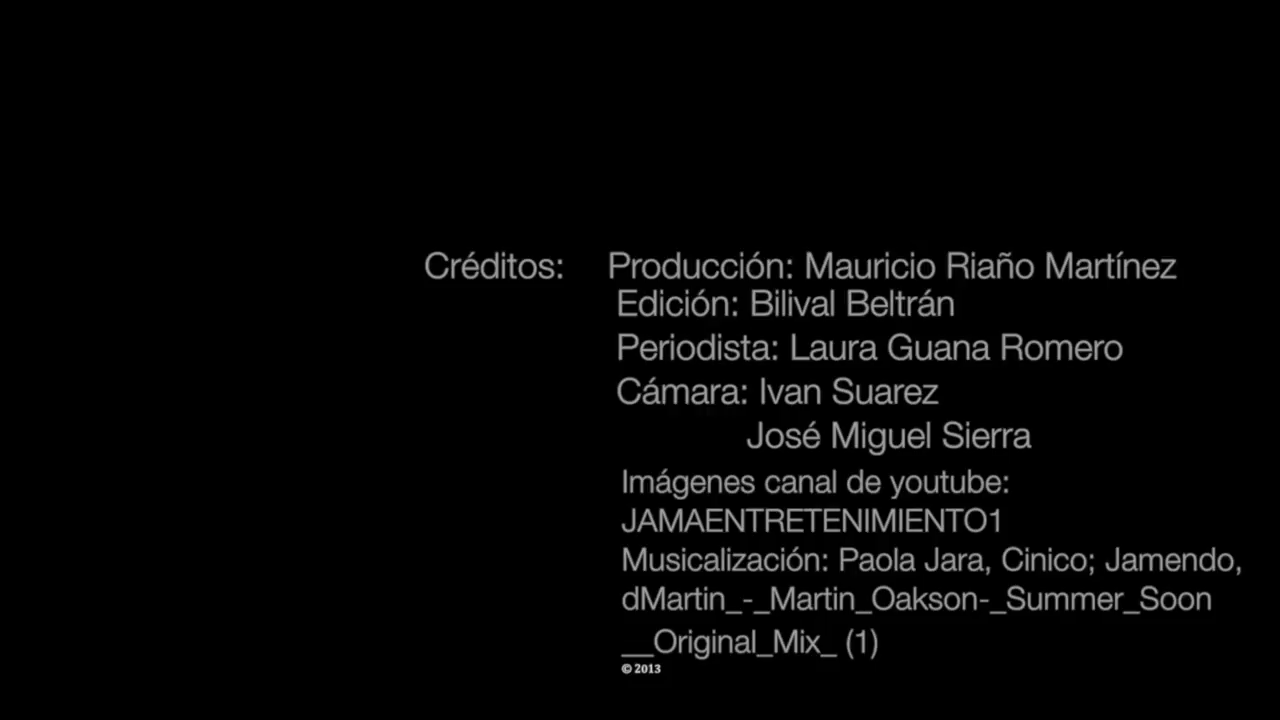 Créditos: Producción: Mauricio Riaño Martínez
Edición: Bilival Beltrán
Periodista: Laura Guana Romero
Cámara: Ivan Suarez
José Miguel Sierra
Imágenes canal de youtube:
JAMAENTRETENIMIENTO1
Musicalización: Paola Jara, Cinico; Jamendo,
dMartin_-_Martin_Oakson-_Summer_Soon
__Original_Mix_ (1)
© 2013